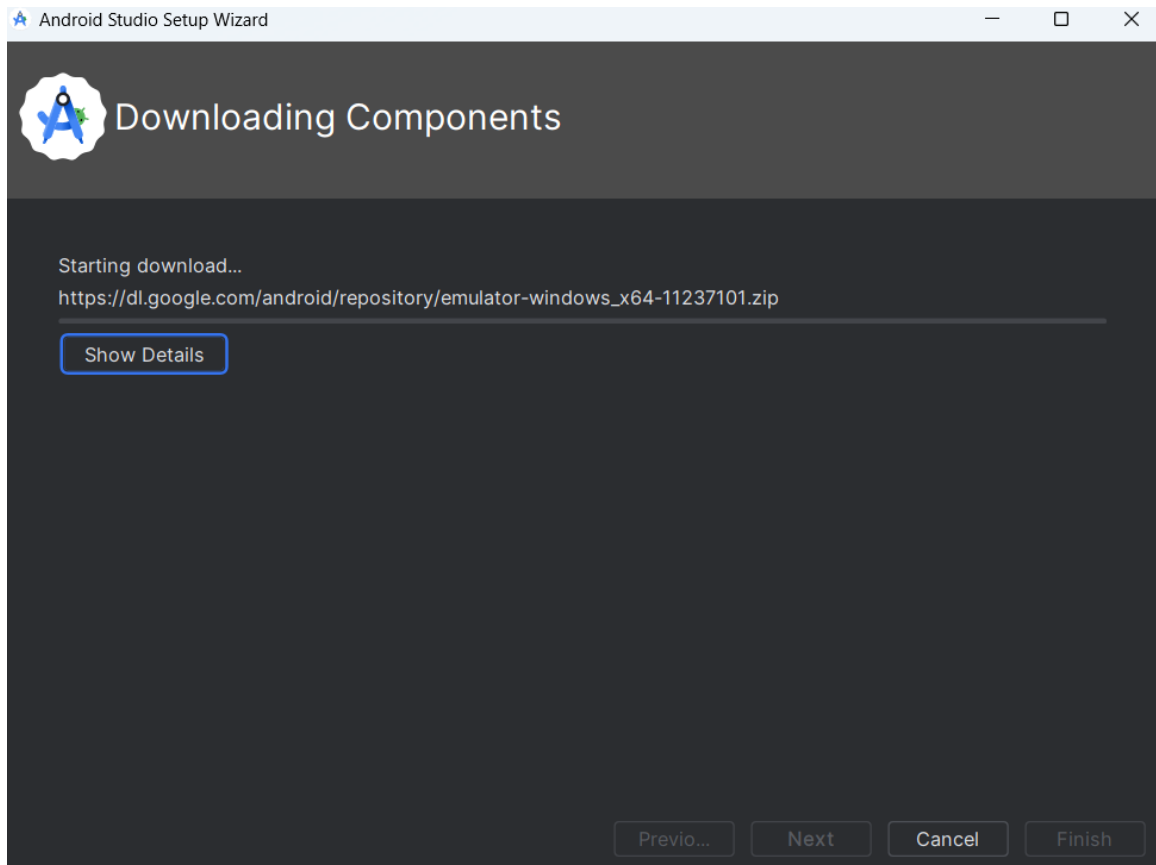 Android Studio Setup Wizard
Downloading Components
Starting download...
https://dl.google.com/android/repository/emulator-windows_x64-11237101.zip
Show Details
Previo... Next Cancel Finish